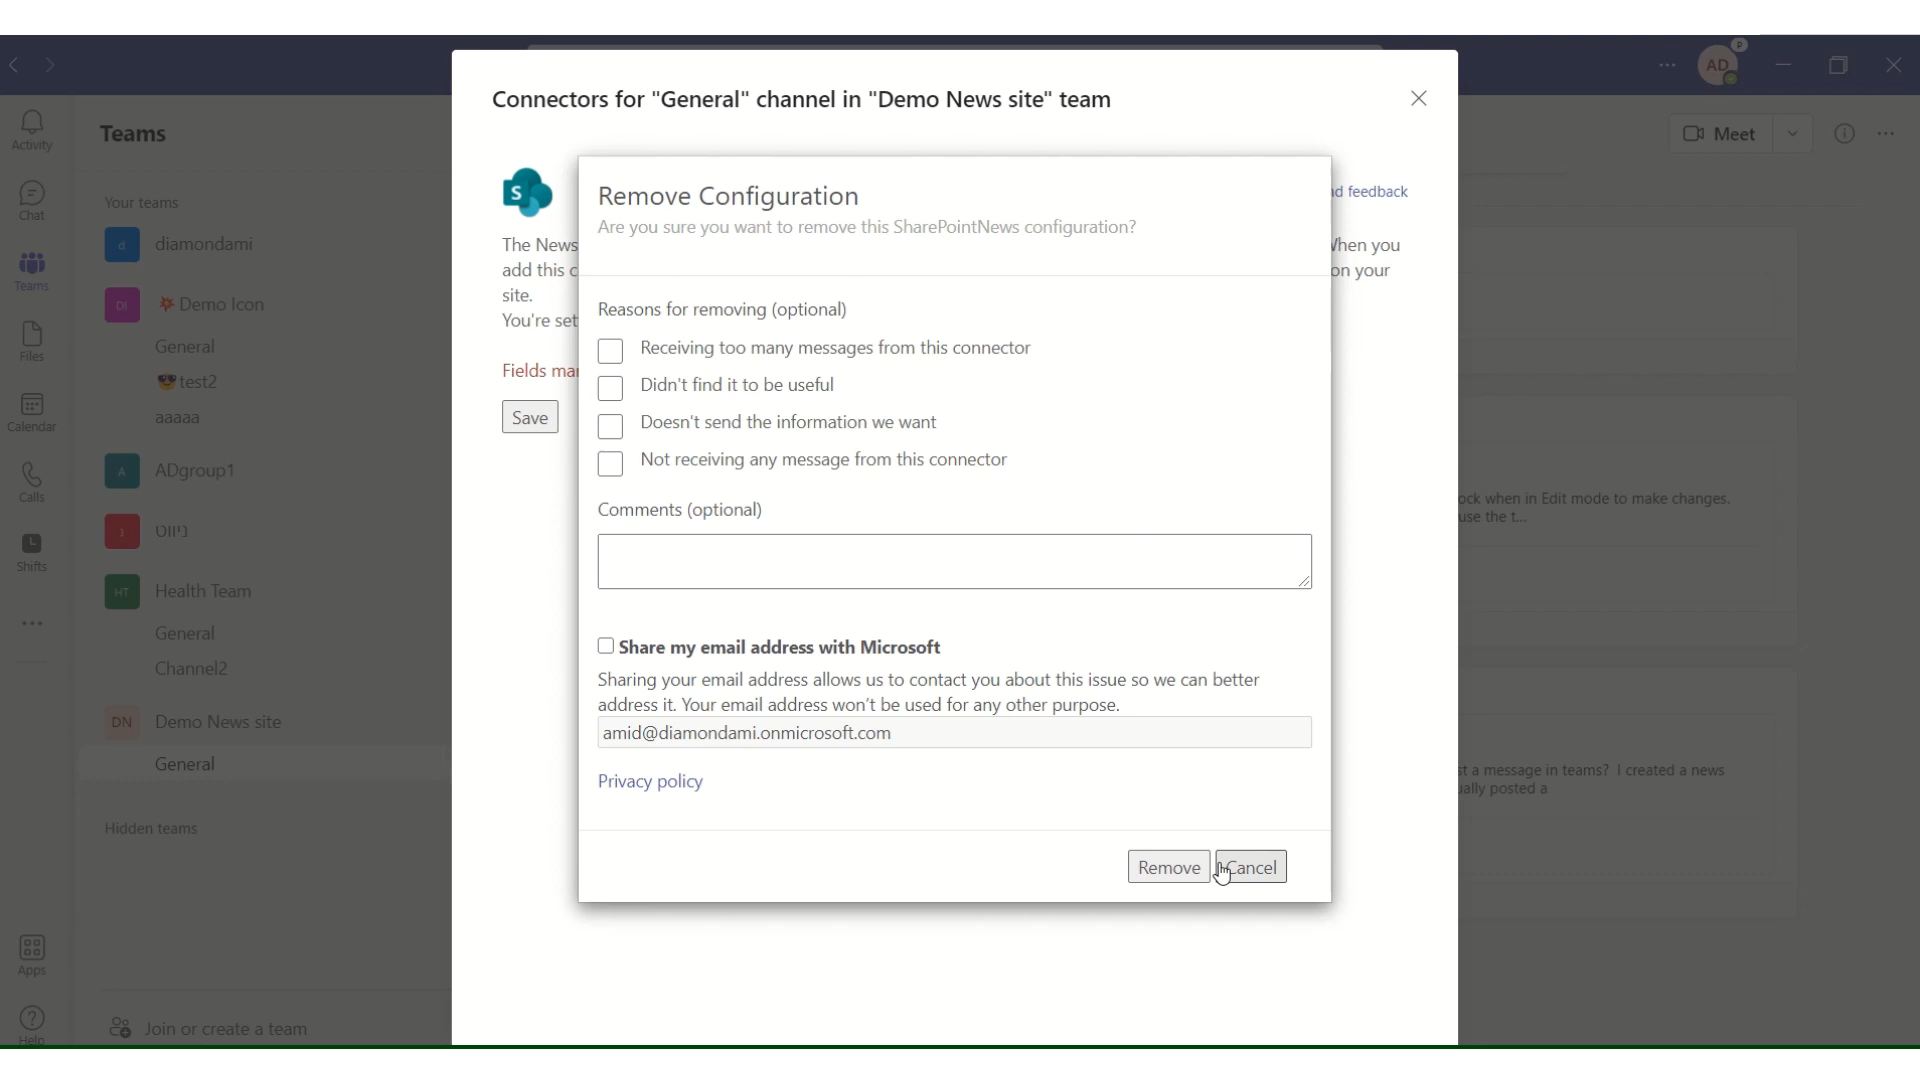 P
AD
Connectors for "General" channel in "Demo News site" team
Activity
Chat
Teams
Files
Calendar
Calls
Shifts
Apps
Help
Teams
Your teams
d diamondami
DI 💥 Demo Icon
General
😎test2
aaaaa
A ADgroup1
נ ניווט
HT Health Team
General
Channel2
DN Demo News site
General
Hidden teams
Join or create a team
Meet
S
feedback
The News
When you
add this
on your
site.
You're set
Fields
Save
Remove Configuration
Are you sure you want to remove this SharePointNews configuration?
Reasons for removing (optional)
Receiving too many messages from this connector
Didn't find it to be useful
Doesn't send the information we want
Not receiving any message from this connector
Comments (optional)
Share my email address with Microsoft
Sharing your email address allows us to contact you about this issue so we can better
address it. Your email address won't be used for any other purpose.
amid@diamondami.onmicrosoft.com
Privacy policy
Remove
Cancel
when in Edit mode to make changes.
use the t...
a message in teams? I created a news
posted a